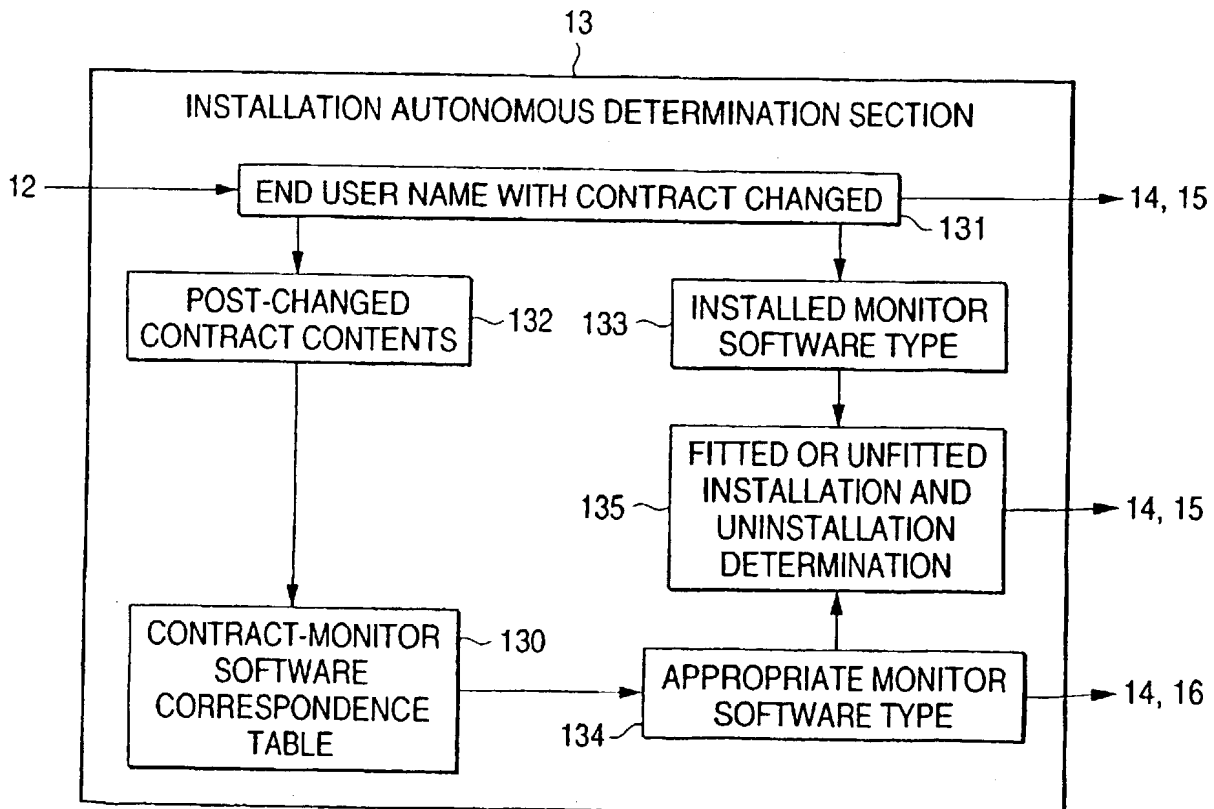 13
INSTALLATION AUTONOMOUS DETERMINATION SECTION
12
END USER NAME WITH CONTRACT CHANGED
14, 15
131
POST-CHANGED
CONTRACT CONTENTS
132
133
INSTALLED MONITOR
SOFTWARE TYPE
135
FITTED OR UNFITTED
INSTALLATION AND
UNINSTALLATION
DETERMINATION
14, 15
CONTRACT-MONITOR
SOFTWARE
CORRESPONDENCE
TABLE
130
APPROPRIATE MONITOR
SOFTWARE TYPE
134
14, 16